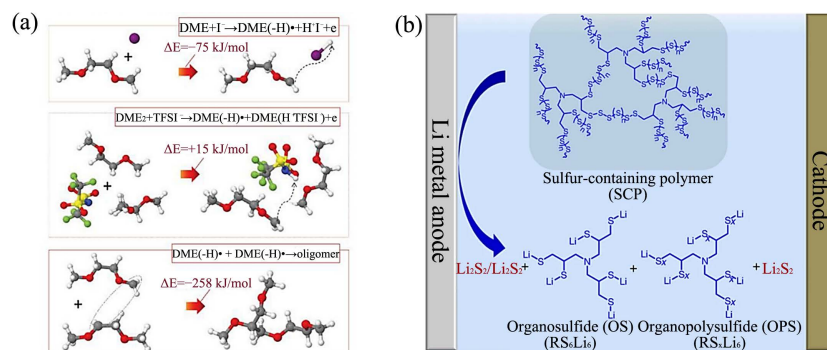 (a)
DME+I⁻→DME(-H)•+H⁺I⁻+e
ΔE=−75 kJ/mol
+
DME₂+TFSI→DME(-H)•+DME(H TFSI)+e
ΔE=+15 kJ/mol
+
DME(-H)• + DME(-H)•→oligomer
ΔE=−258 kJ/mol
+
(b)
Li metal anode
Cathode
Sulfur-containing polymer
(SCP)
Li₂S₂/Li₂S₂+
+
+ Li₂S₂
Organosulfide (OS)
(RS₆Li₆)
Organopolysulfide (OPS)
(RSₓLi₆)